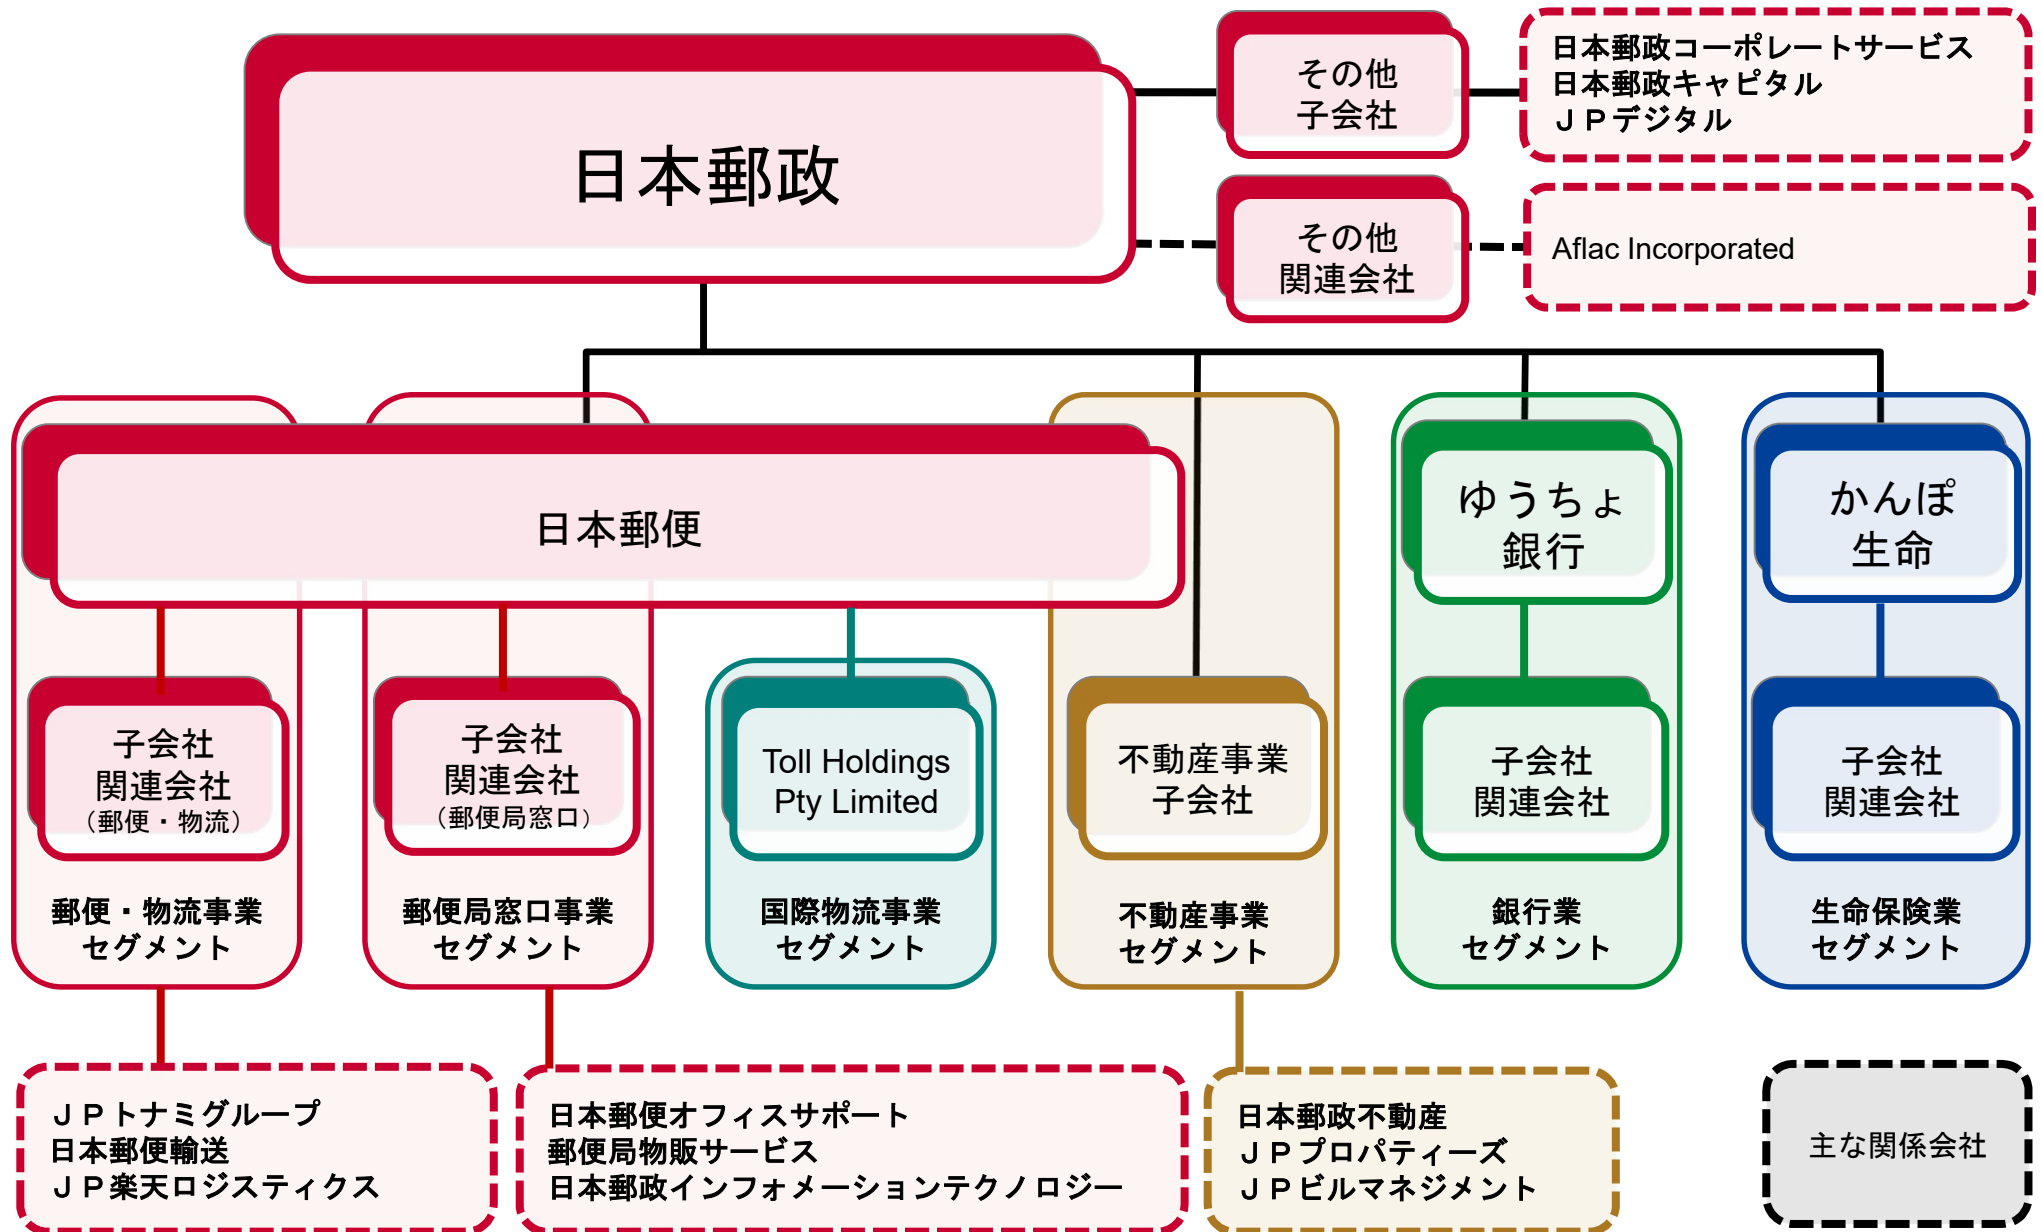 日本郵政
その他
子会社
日本郵政コーポレートサービス
日本郵政キャピタル
ＪＰデジタル
その他
関連会社
Aflac Incorporated
日本郵便
ゆうちょ
銀行
かんぽ
生命
子会社
関連会社
（郵便・物流）
子会社
関連会社
（郵便局窓口）
Toll Holdings
Pty Limited
不動産事業
子会社
子会社
関連会社
子会社
関連会社
郵便・物流事業
セグメント
郵便局窓口事業
セグメント
国際物流事業
セグメント
不動産事業
セグメント
銀行業
セグメント
生命保険業
セグメント
ＪＰトナミグループ
日本郵便輸送
ＪＰ楽天ロジスティクス
日本郵便オフィスサポート
郵便局物販サービス
日本郵政インフォメーションテクノロジー
日本郵政不動産
ＪＰプロパティーズ
ＪＰビルマネジメント
主な関係会社